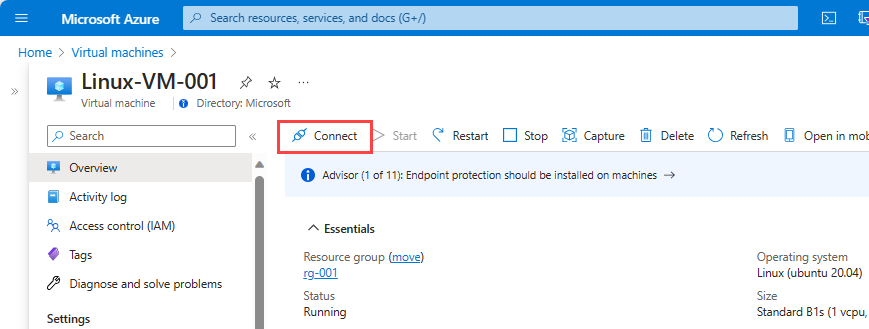 Microsoft Azure
Search resources, services, and docs (G+/)
Home > Virtual machines >
Linux-VM-001
Virtual machine
Directory: Microsoft
Search
Connect
Start
Restart
Stop
Capture
Delete
Refresh
Open in mob
Overview
Activity log
Access control (IAM)
Tags
Diagnose and solve problems
Settings
Advisor (1 of 11): Endpoint protection should be installed on machines →
Essentials
Resource group (move)
rg-001
Status
Running
Operating system
Linux (ubuntu 20.04)
Size
Standard B1s (1 vcpu,